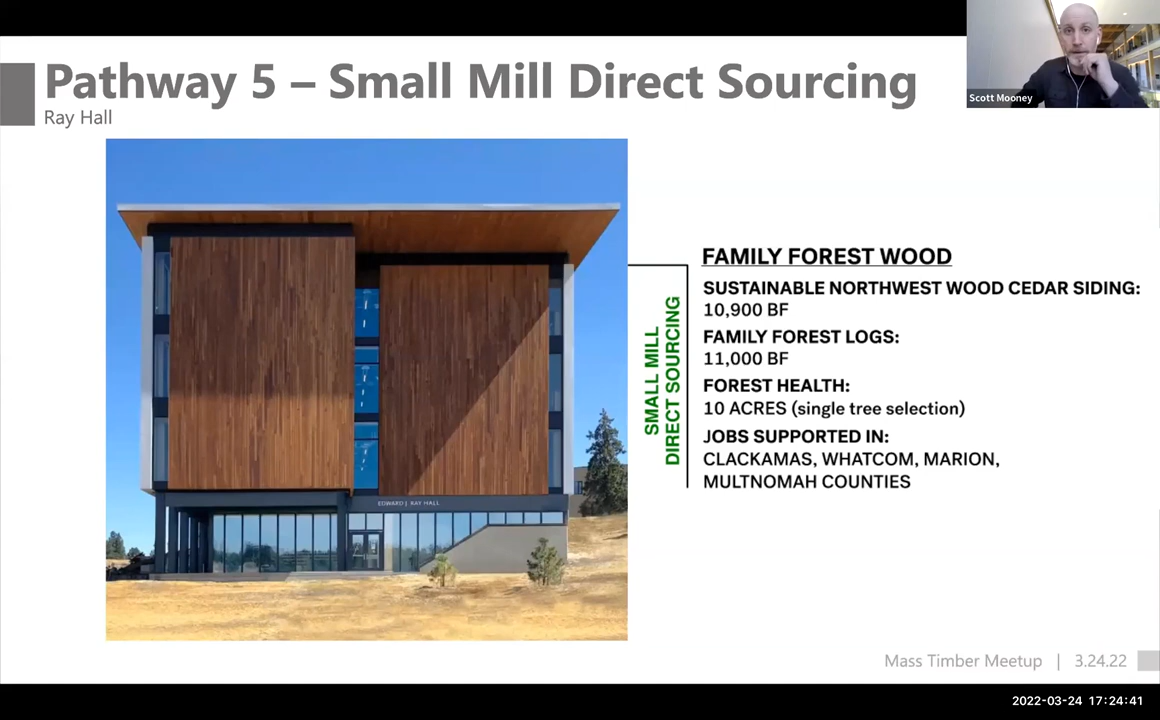 Pathway 5 – Small Mill Direct Sourcing
Ray Hall
Scott Mooney
EDWARD J RAY HALL
SMALL MILL
DIRECT SOURCING
FAMILY FOREST WOOD
SUSTAINABLE NORTHWEST WOOD CEDAR SIDING:
10,900 BF
FAMILY FOREST LOGS:
11,000 BF
FOREST HEALTH:
10 ACRES (single tree selection)
JOBS SUPPORTED IN:
CLACKAMAS, WHATCOM, MARION,
MULTNOMAH COUNTIES
Mass Timber Meetup | 3.24.22
2022-03-24 17:24:41